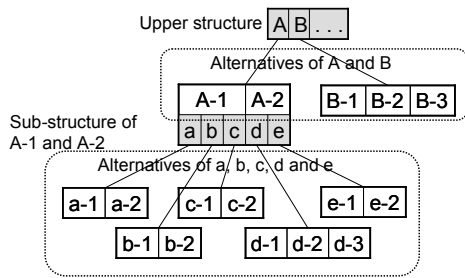 Upper structure A B . . .
Alternatives of A and B
A-1 A-2 B-1 B-2 B-3
Sub-structure of
A-1 and A-2
a b c d e
Alternatives of a, b, c, d and e
a-1 a-2 c-1 c-2 e-1 e-2
b-1 b-2 d-1 d-2 d-3